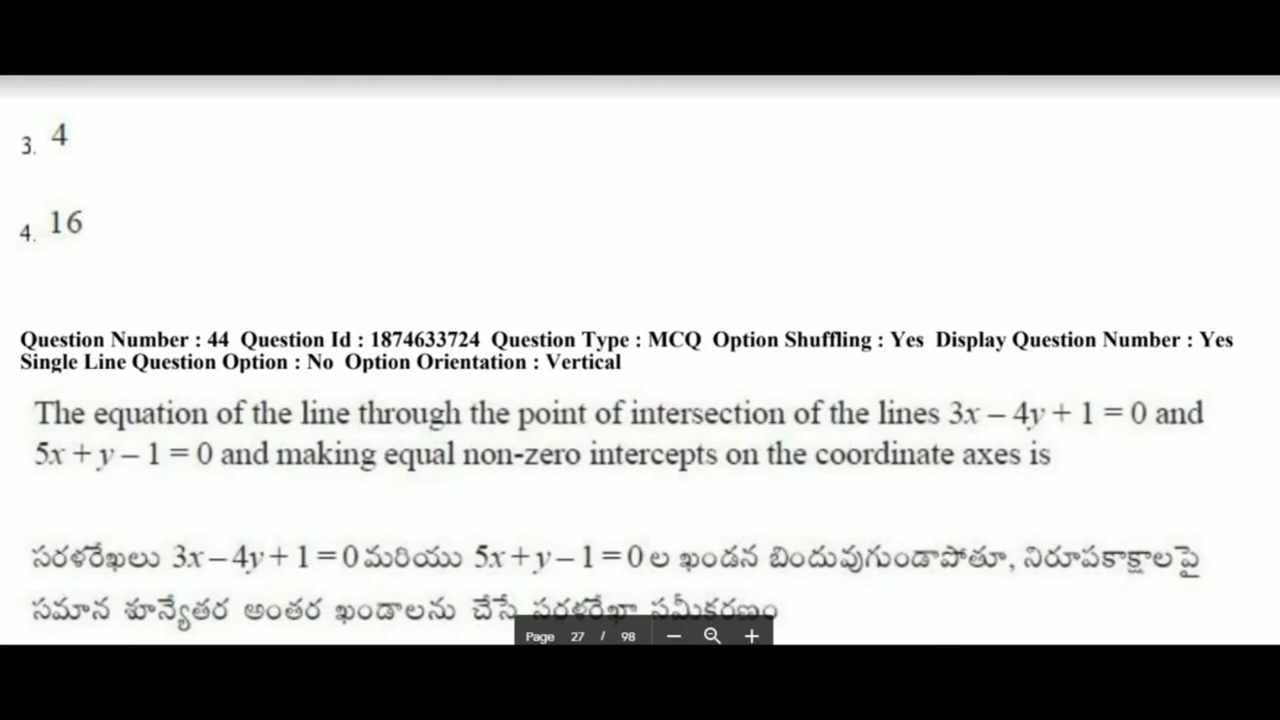 3. 4
4. 16
Question Number : 44 Question Id : 1874633724 Question Type : MCQ Option Shuffling : Yes Display Question Number : Yes
Single Line Question Option : No Option Orientation : Vertical
The equation of the line through the point of intersection of the lines 3x – 4y + 1 = 0 and
5x + y – 1 = 0 and making equal non-zero intercepts on the coordinate axes is
సరళరేఖలు 3x – 4y + 1 = 0 మరియు 5x + y – 1 = 0 ల ఖండన బిందువుగుండాపోతూ, నిరూపకాక్షాలపై
సమాన శూన్యేతర అంతర ఖండాలను చేసే సరళరేఖా సమీకరణం
Page 27 / 98